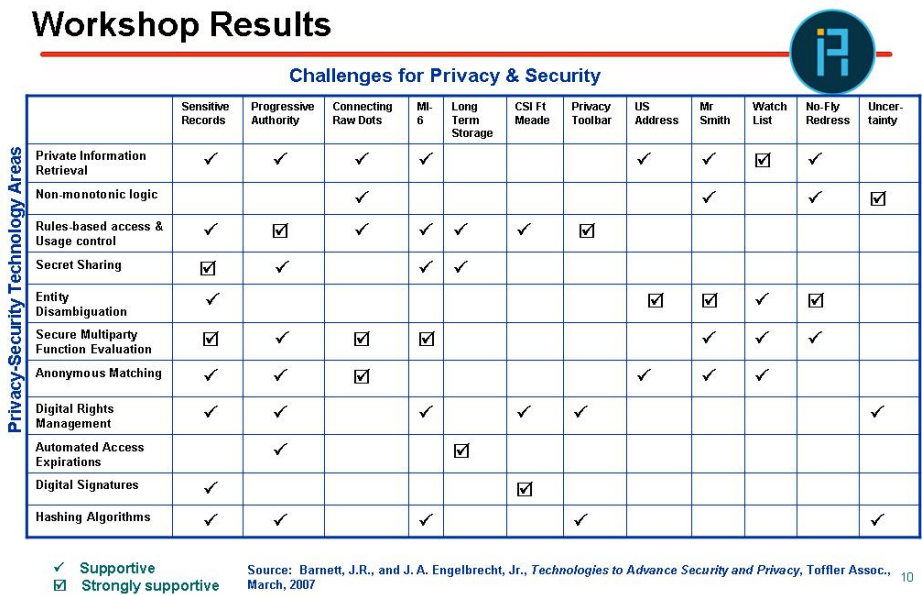 Workshop Results
Challenges for Privacy & Security
Sensitive Records Progressive Authority Connecting Raw Dots MI-6 Long Term Storage CSI Ft Meade Privacy Toolbar US Address Mr Smith Watch List No-Fly Redress Uncer-tainty
Privacy-Security Technology Areas
Private Information
Retrieval ✓ ✓ ✓ ✓ ✓ ✓ ☑ ✓
Non-monotonic logic ✓ ✓ ✓ ☑
Rules-based access &
Usage control ✓ ☑ ✓ ✓ ✓ ✓ ☑
Secret Sharing ☑ ✓ ✓ ✓
Entity
Disambiguation ✓ ☑ ☑ ✓ ☑
Secure Multiparty
Function Evaluation ☑ ✓ ☑ ☑ ✓ ✓ ✓
Anonymous Matching ✓ ✓ ☑ ✓ ✓ ✓
Digital Rights
Management ✓ ✓ ✓ ✓ ✓ ✓
Automated Access
Expirations ✓ ☑
Digital Signatures ✓ ☑
Hashing Algorithms ✓ ✓ ✓ ✓ ✓
✓ Supportive
☑ Strongly supportive
Source: Barnett, J.R., and J. A. Engelbrecht, Jr., Technologies to Advance Security and Privacy, Toffler Assoc.,
March, 2007
10